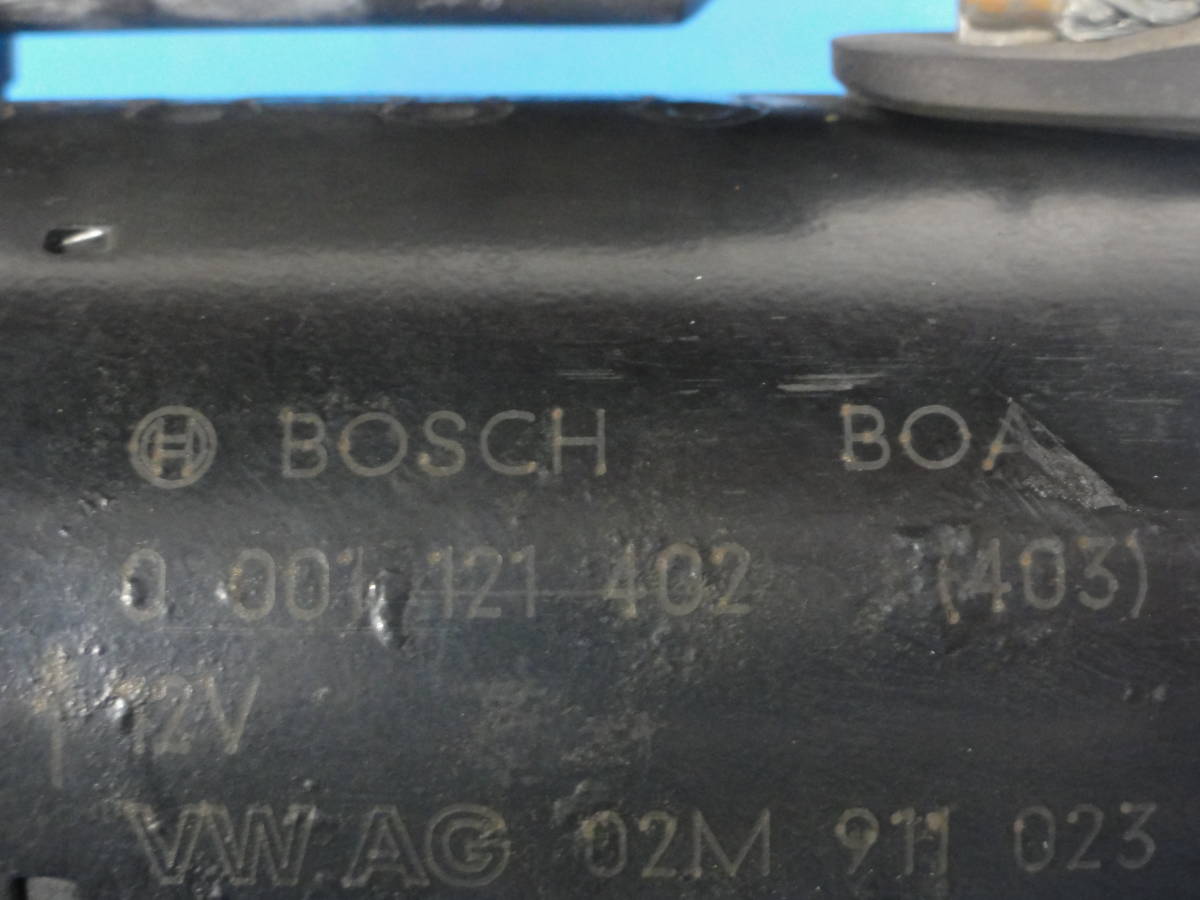 BOSCH BOA
0 001 121 402 (403)
12V
VW AG 02M 911 023